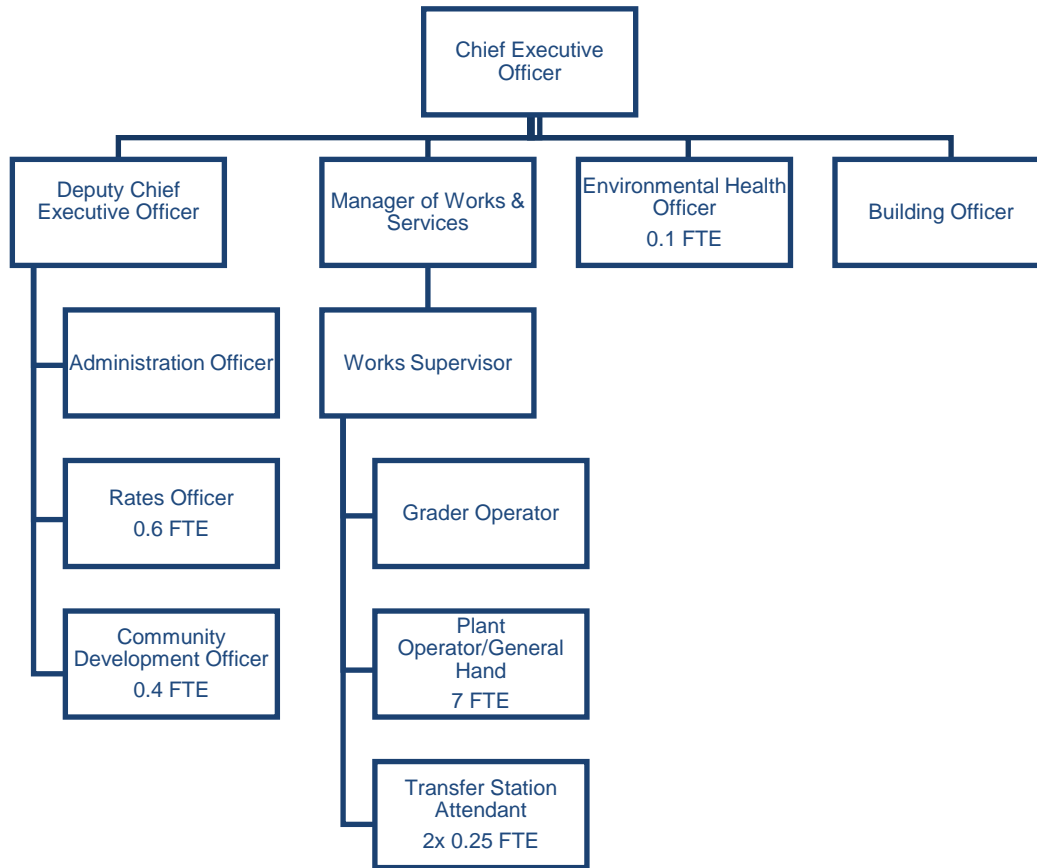 Chief Executive
Officer
Deputy Chief
Executive Officer
Manager of Works &
Services
Environmental Health
Officer
0.1 FTE
Building Officer
Administration Officer
Works Supervisor
Rates Officer
0.6 FTE
Grader Operator
Community
Development Officer
0.4 FTE
Plant
Operator/General
Hand
7 FTE
Transfer Station
Attendant
2x 0.25 FTE